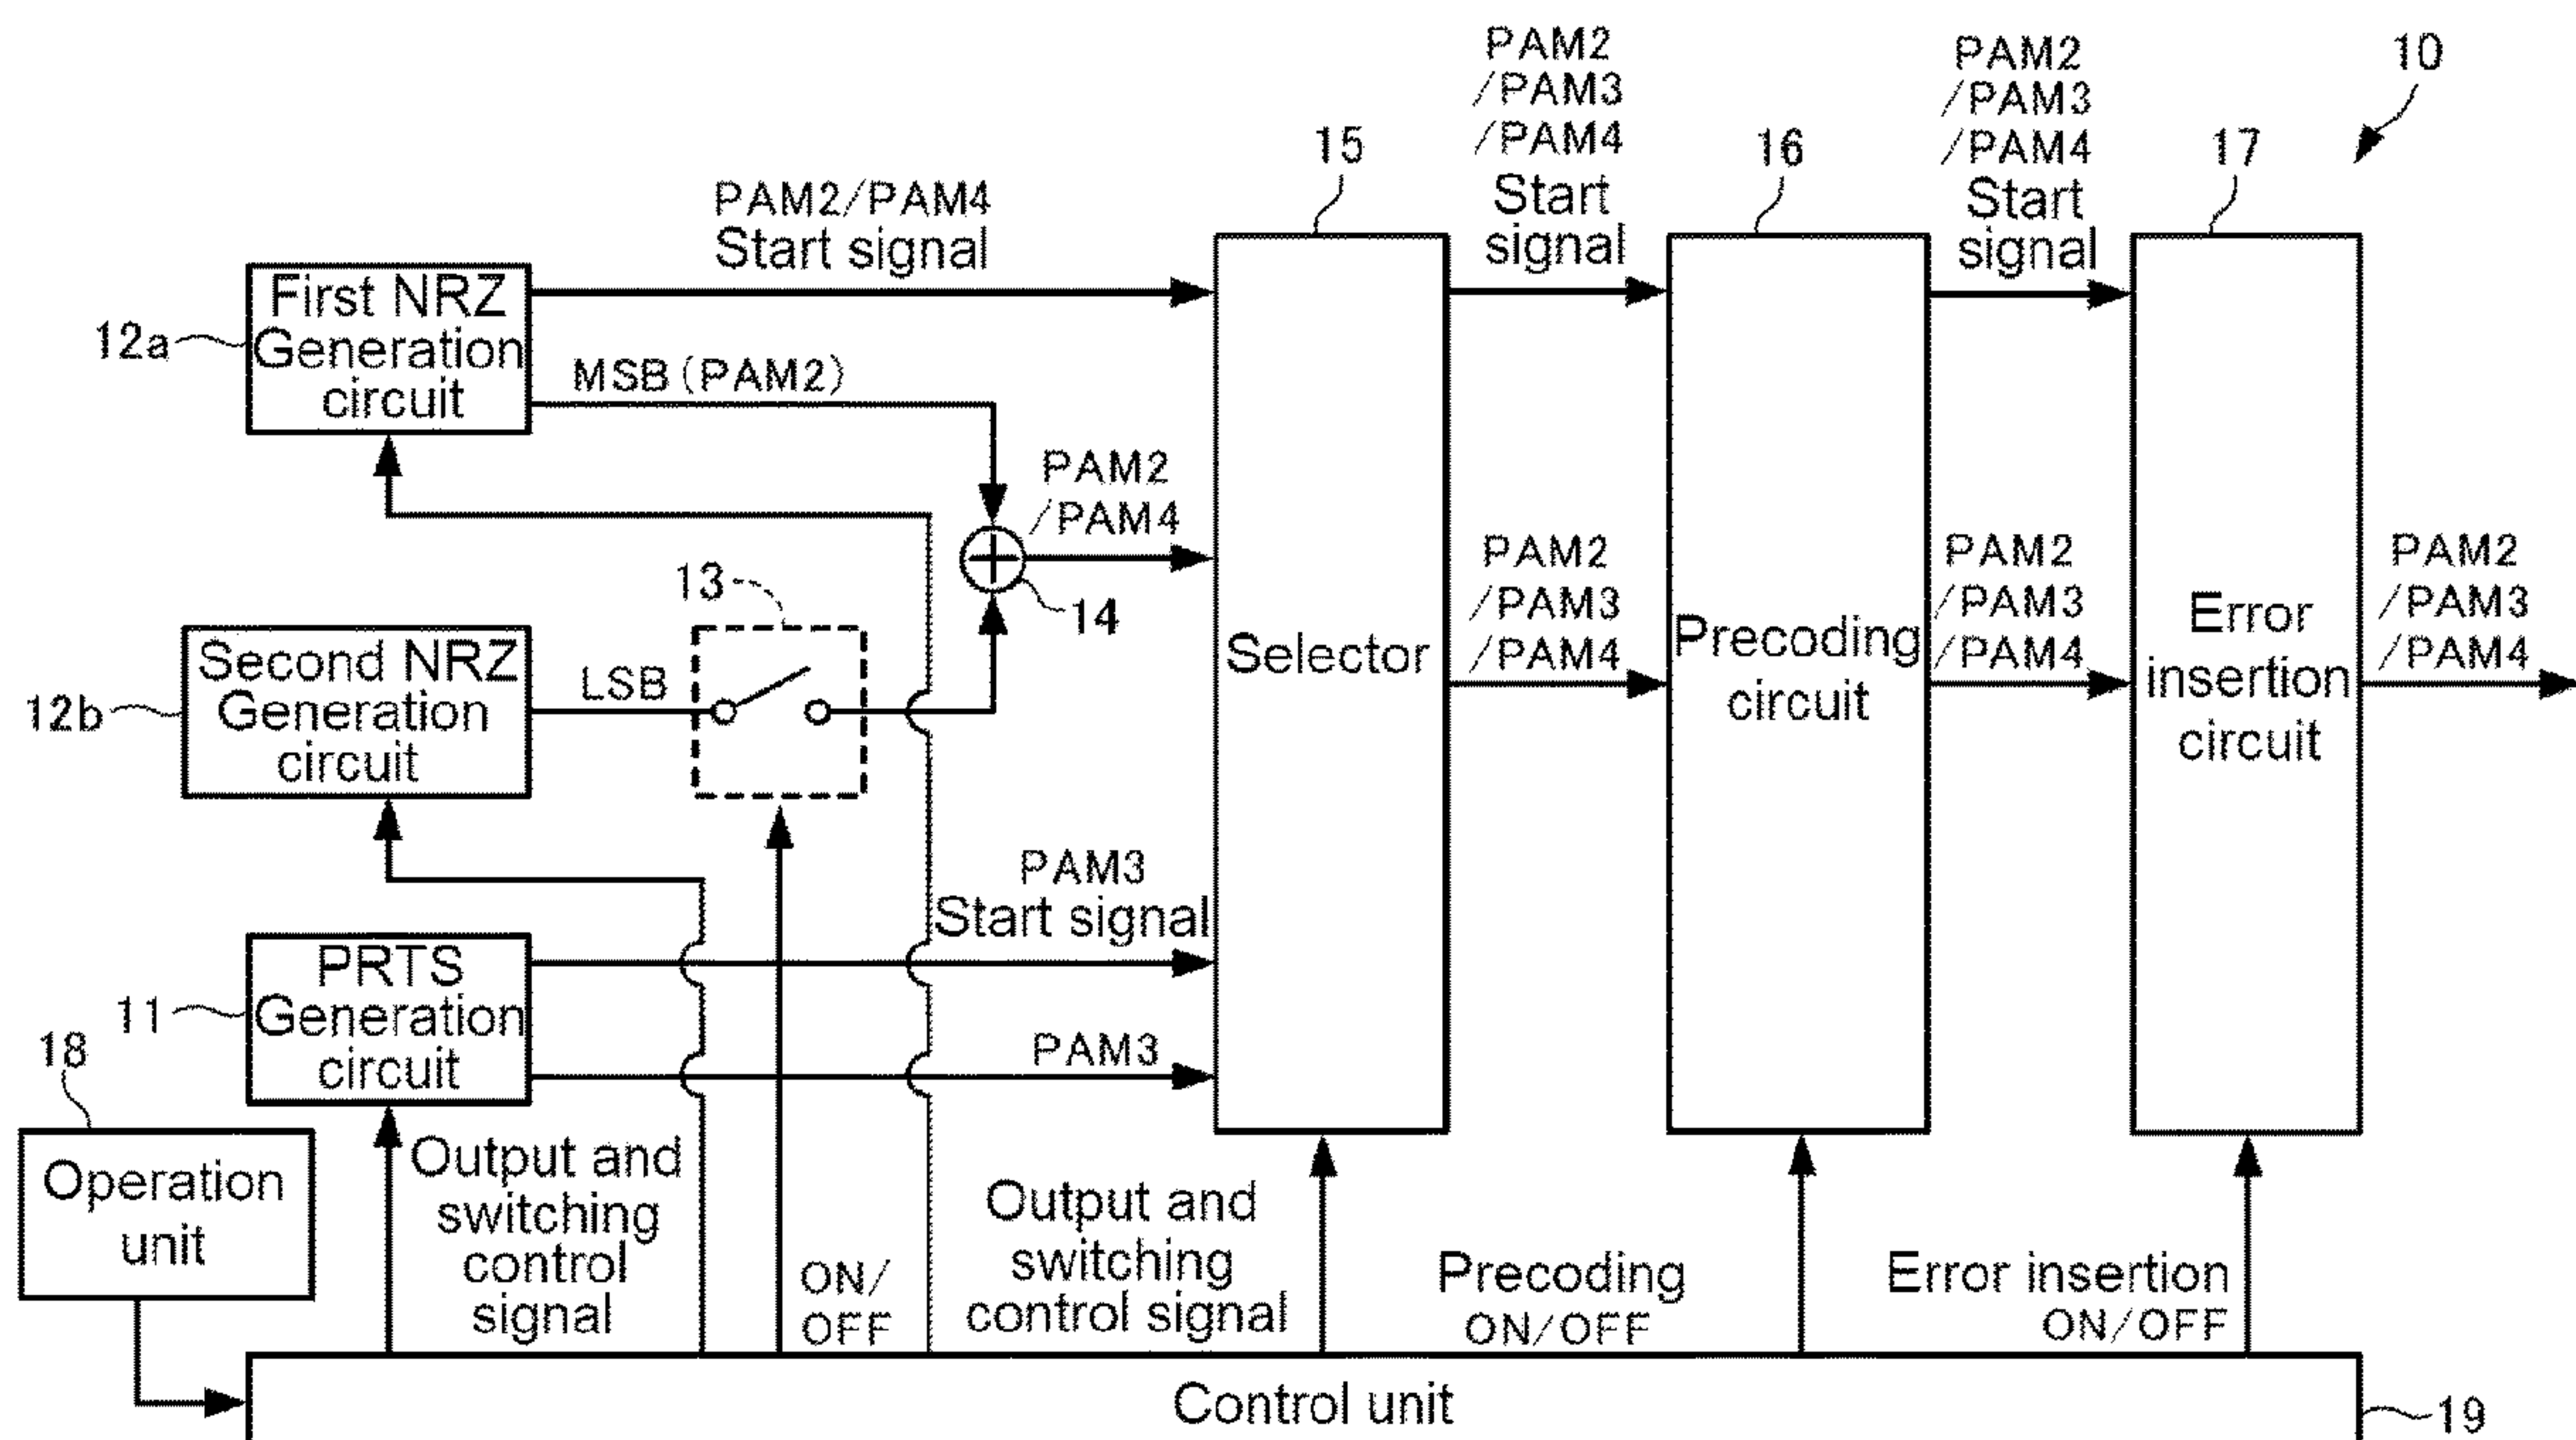 10
PAM2
/PAM3
/PAM4
Start
signal
PAM2
/PAM3
/PAM4
Start
signal
15
16
17
PAM2/PAM4
Start signal
First NRZ
Generation
circuit
12a
MSB(PAM2)
PAM2
/PAM4
14
13
Second NRZ
Generation
circuit
12b
LSB
Selector
PAM2
/PAM3
/PAM4
Precoding
circuit
PAM2
/PAM3
/PAM4
Error
insertion
circuit
PAM2
/PAM3
/PAM4
PAM3
Start signal
PRTS
Generation
circuit
11
PAM3
18
Operation
unit
Output and
switching
control
signal
ON/
OFF
Output and
switching
control signal
Precoding
ON/OFF
Error insertion
ON/OFF
Control unit
19